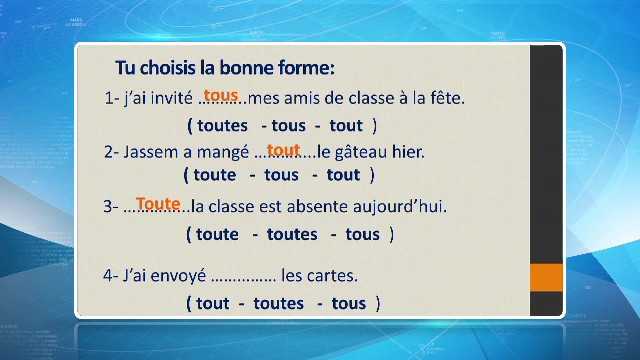 Tu choisis la bonne forme:
1- j'ai invité ....tous....mes amis de classe à la fête.
( toutes - tous - tout )
2- Jassem a mangé ....tout....le gâteau hier.
( toute - tous - tout )
3- ....Toute....la classe est absente aujourd'hui.
( toute - toutes - tous )
4- J'ai envoyé .............. les cartes.
( tout - toutes - tous )